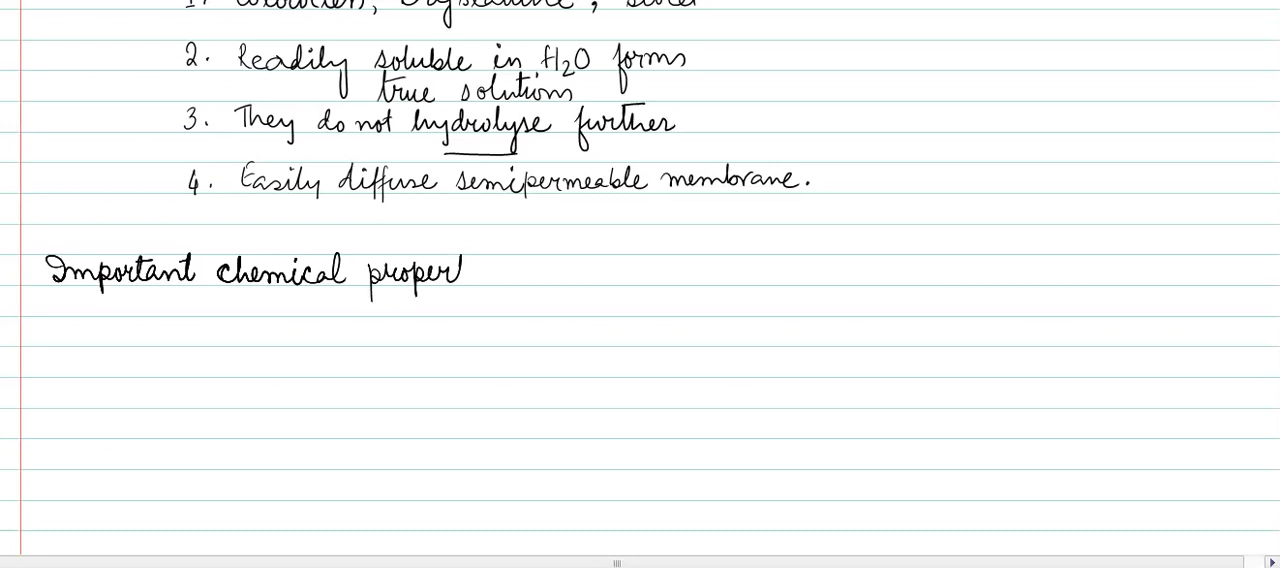 2. Readily soluble in H₂O forms
true solutions
3. They do not hydrolyse further
4. Easily diffuse semipermeable membrane.
Important chemical proper